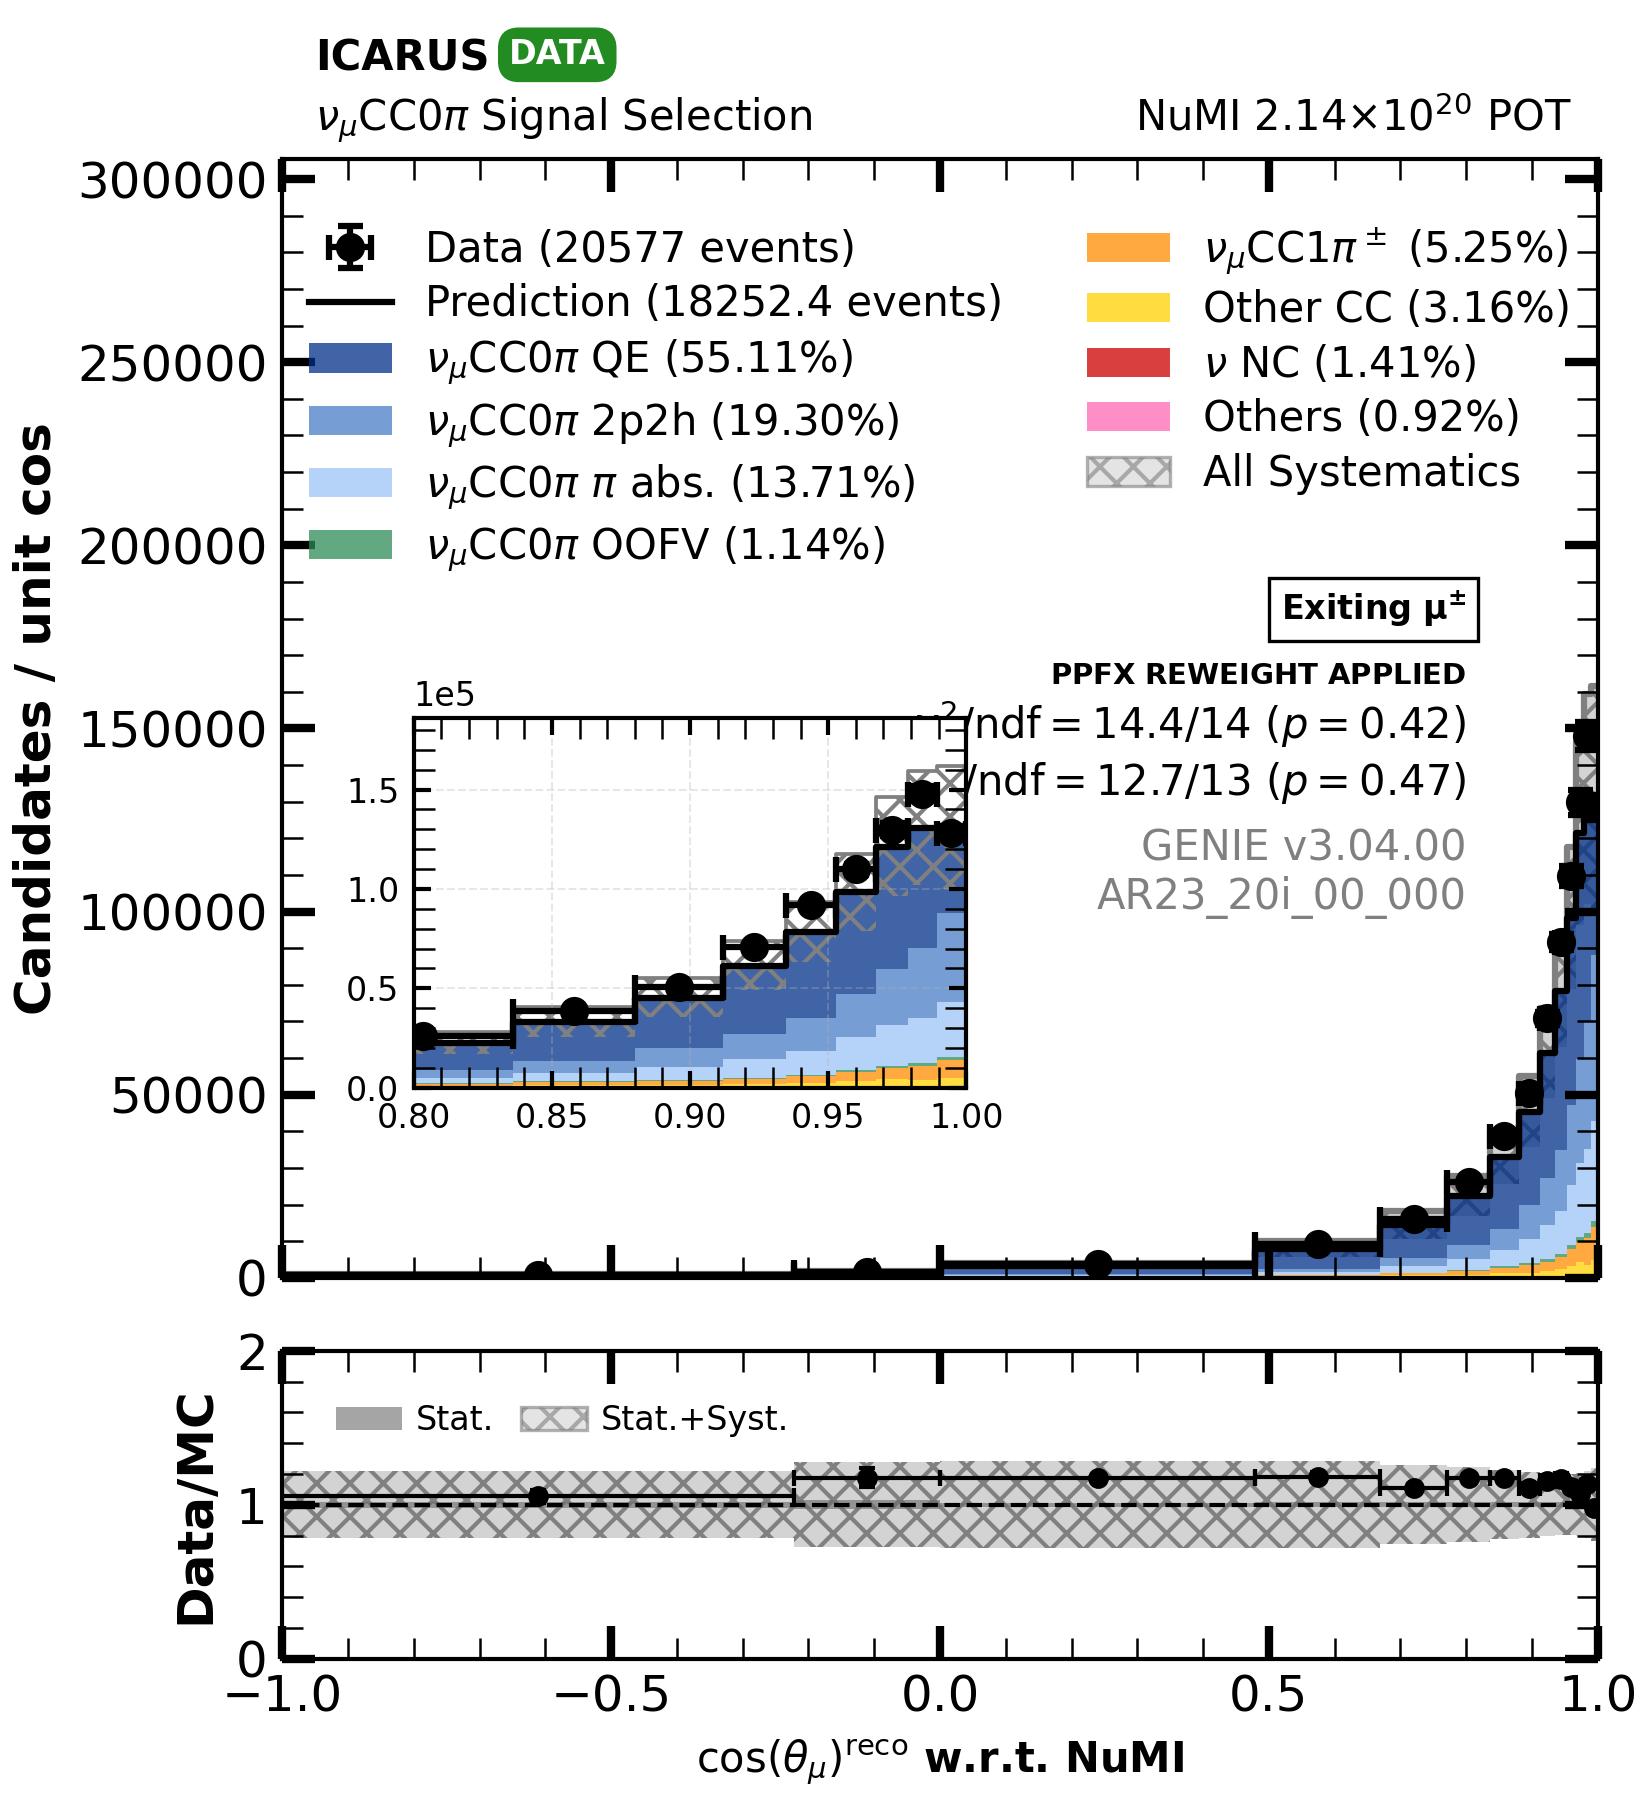 ICARUS DATA
νμCC0π Signal Selection
NuMI 2.14×10²⁰ POT
300000
250000
200000
150000
100000
50000
0
Candidates / unit cos
Data (20577 events)
Prediction (18252.4 events)
νμCC0π QE (55.11%)
νμCC0π 2p2h (19.30%)
νμCC0π π abs. (13.71%)
νμCC0π OOFV (1.14%)
νμCC1π± (5.25%)
Other CC (3.16%)
ν NC (1.41%)
Others (0.92%)
All Systematics
Exiting μ±
PPFX REWEIGHT APPLIED
²/ndf = 14.4/14 (p = 0.42)
/ndf = 12.7/13 (p = 0.47)
GENIE v3.04.00
AR23_20i_00_000
1e5
1.5
1.0
0.5
0.0
0.80 0.85 0.90 0.95 1.00
2
1
0
Data/MC
Stat. Stat.+Syst.
−1.0 −0.5 0.0 0.5 1.0
cos(θμ)ʳᵉᶜᵒ w.r.t. NuMI